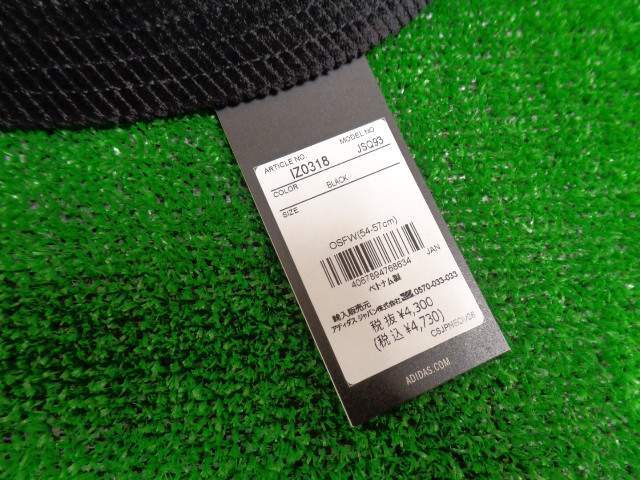 ARTICLE NO. MODEL NO
IZ0318 JSQ93
COLOR BLACK
SIZE
OSFW(54-57cm)
JAN
4067894768634
ベトナム製
輸入販売元
アディダス ジャパン株式会社 0570-033-033
税 抜 ¥4,300
(税 込 ¥4,730)
ADIDAS.COM